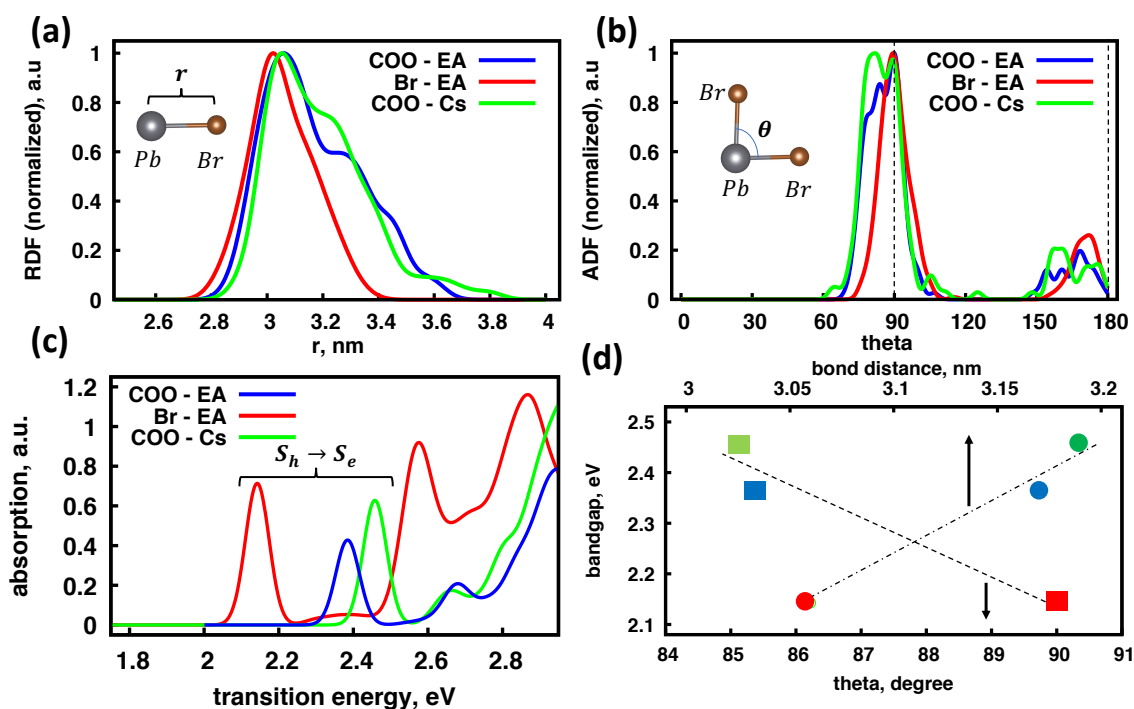 (a)
RDF (normalized), a.u
1
0.8
0.6
0.4
0.2
0
COO - EA
Br - EA
COO - Cs
r
Pb
Br
2.6
2.8
3
3.2
3.4
3.6
3.8
4
r, nm
(b)
ADF (normalized), a.u
1
0.8
0.6
0.4
0.2
0
COO - EA
Br - EA
COO - Cs
Br
θ
Pb
Br
0
30
60
90
120
150
180
theta
(c)
absorption, a.u.
1.2
1
0.8
0.6
0.4
0.2
0
COO - EA
Br - EA
COO - Cs
Sh → Se
1.8
2
2.2
2.4
2.6
2.8
transition energy, eV
(d)
bond distance, nm
3
3.05
3.1
3.15
3.2
bandgap, eV
2.5
2.4
2.3
2.2
2.1
84
85
86
87
88
89
90
91
theta, degree